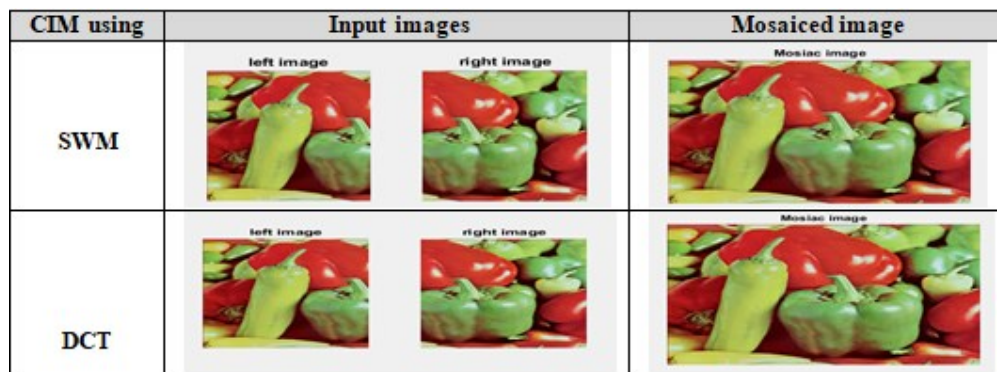 CIM using Input images Mosaiced image
left image right image Mosiac image
SWM
left image right image Mosiac image
DCT